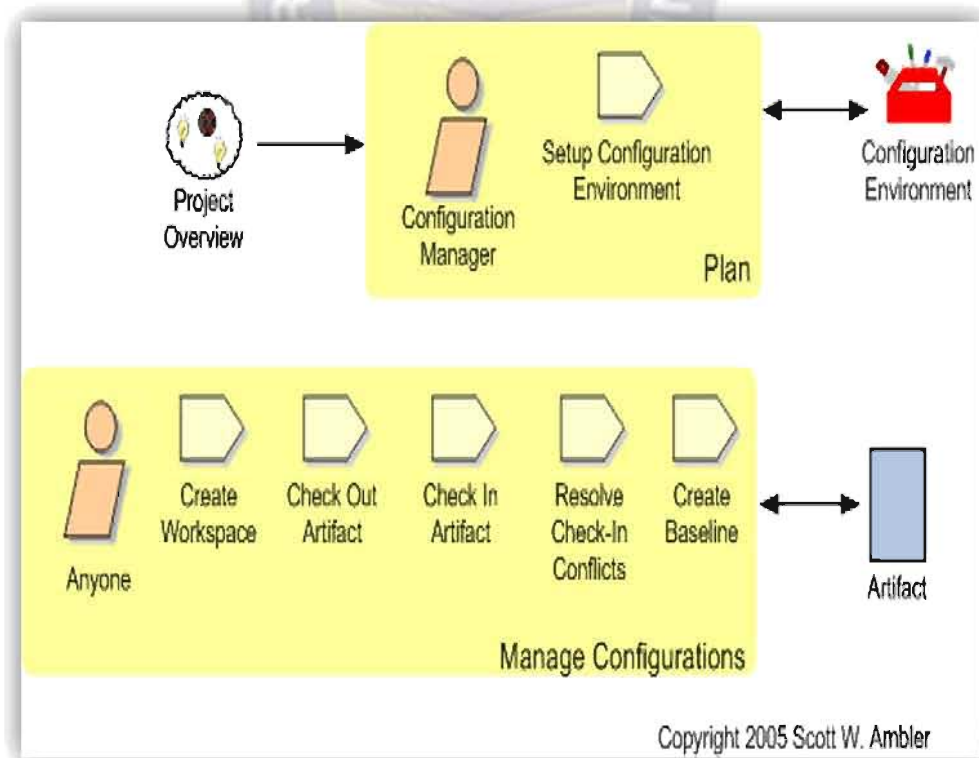 Project
Overview
Configuration
Manager
Setup Configuration
Environment
Plan
Configuration
Environment
Anyone
Create
Workspace
Check Out
Artifact
Check In
Artifact
Resolve
Check-In
Conflicts
Create
Baseline
Manage Configurations
Artifact
Copyright 2005 Scott W. Ambler